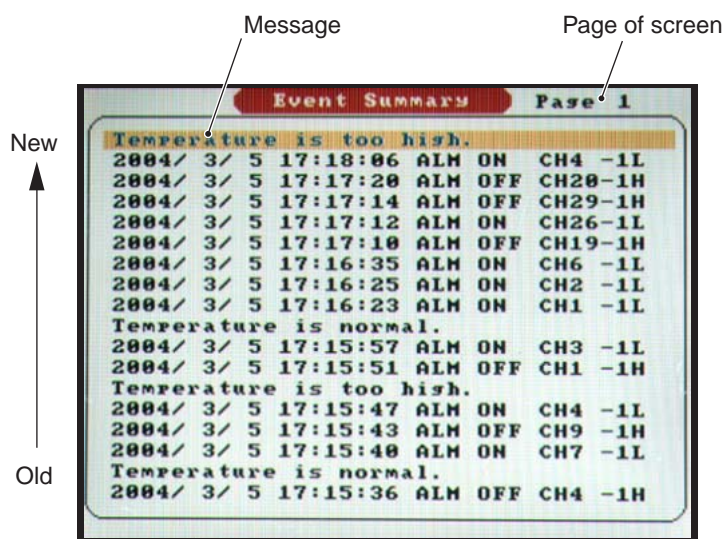 Message Page of screen
Event Summary Page 1
New
Temperature is too high.
2004/ 3/ 5 17:18:06 ALM ON CH4 -1L
2004/ 3/ 5 17:17:20 ALM OFF CH20-1H
2004/ 3/ 5 17:17:14 ALM OFF CH29-1H
2004/ 3/ 5 17:17:12 ALM ON CH26-1L
2004/ 3/ 5 17:17:10 ALM OFF CH19-1H
2004/ 3/ 5 17:16:35 ALM ON CH6 -1L
2004/ 3/ 5 17:16:25 ALM ON CH2 -1L
2004/ 3/ 5 17:16:23 ALM ON CH1 -1L
Temperature is normal.
2004/ 3/ 5 17:15:57 ALM ON CH3 -1L
2004/ 3/ 5 17:15:51 ALM OFF CH1 -1H
Temperature is too high.
2004/ 3/ 5 17:15:47 ALM ON CH4 -1L
2004/ 3/ 5 17:15:43 ALM OFF CH9 -1H
2004/ 3/ 5 17:15:40 ALM ON CH7 -1L
Old
Temperature is normal.
2004/ 3/ 5 17:15:36 ALM OFF CH4 -1H